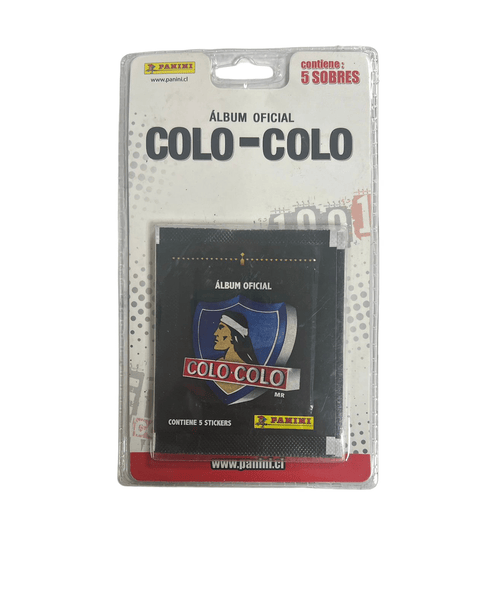 PANINI
www.panini.cl
contiene:
5 SOBRES
ÁLBUM OFICIAL
COLO-COLO
ÁLBUM OFICIAL
COLO·COLO
MR
CONTIENE 5 STICKERS
PANINI
www.panini.cl